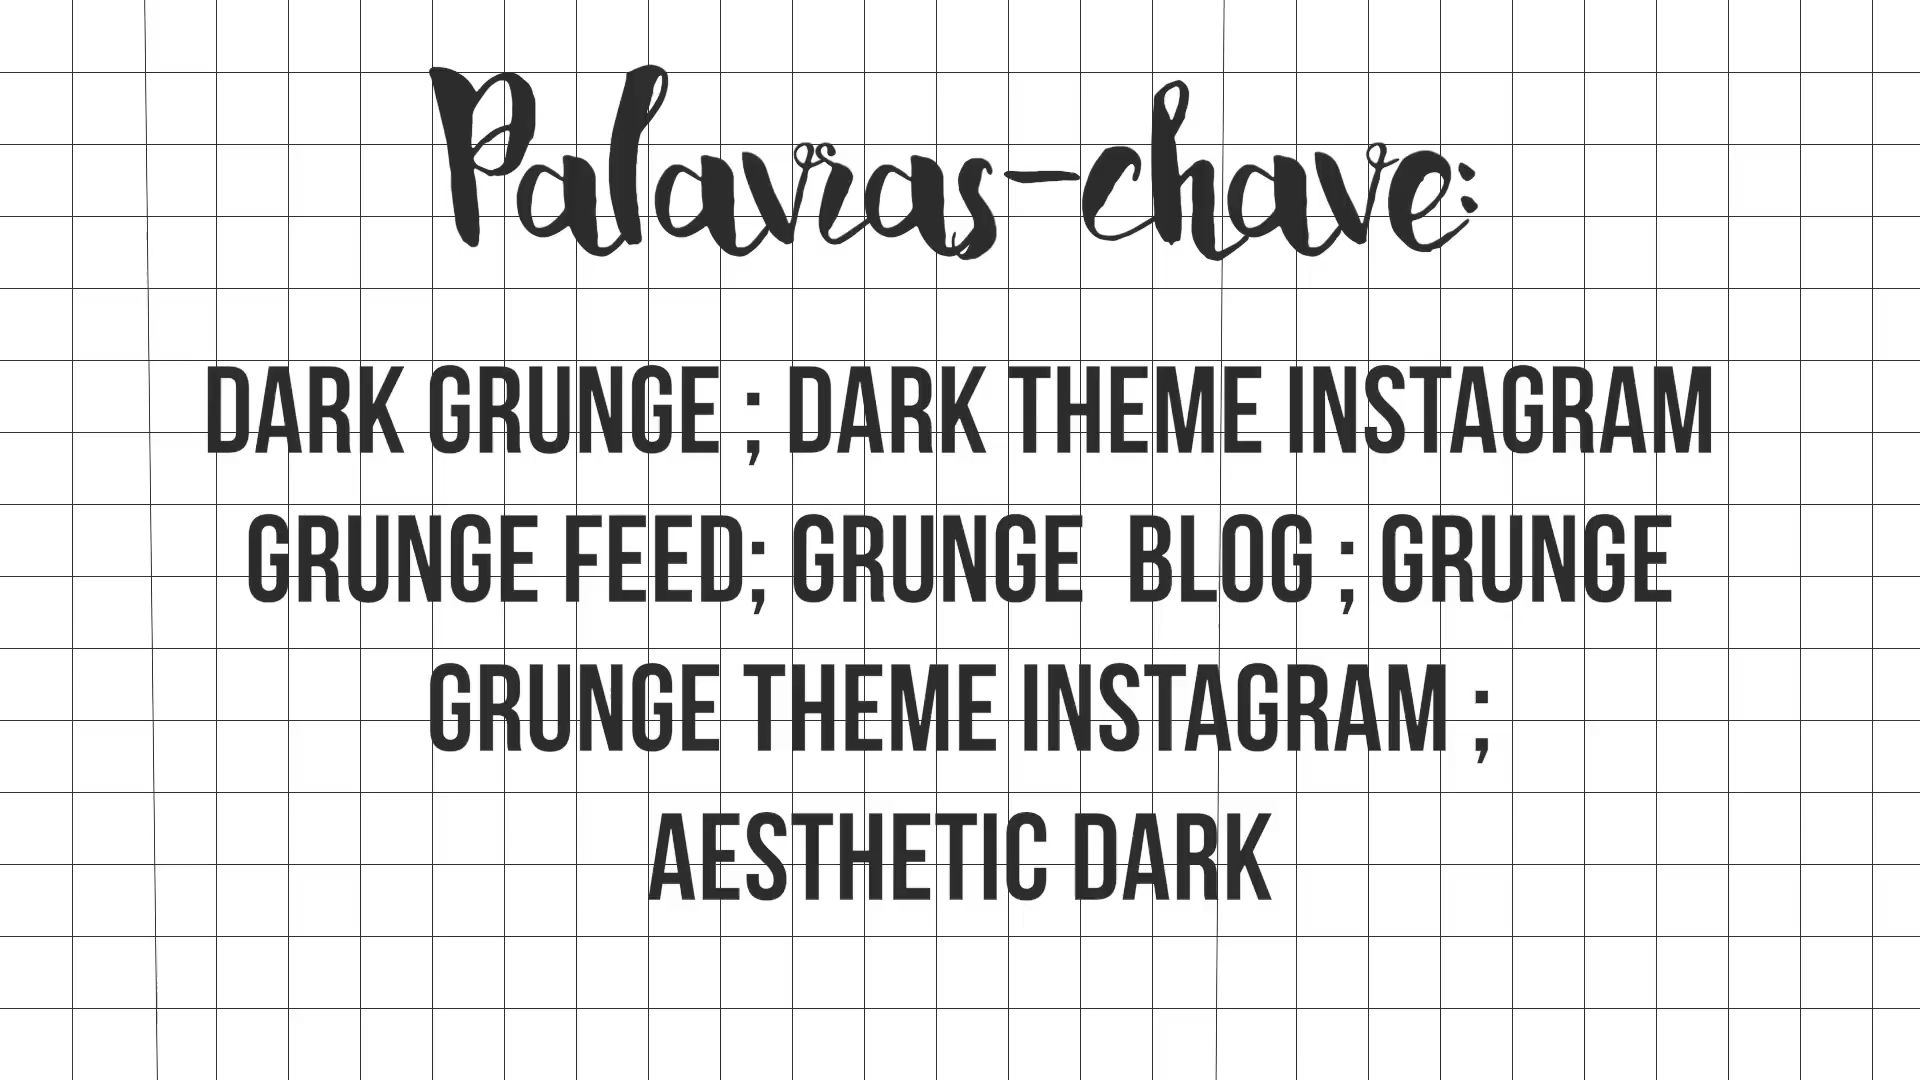 Palavras-chave:
DARK GRUNGE ; DARK THEME INSTAGRAM
GRUNGE FEED; GRUNGE BLOG ; GRUNGE
GRUNGE THEME INSTAGRAM ;
AESTHETIC DARK